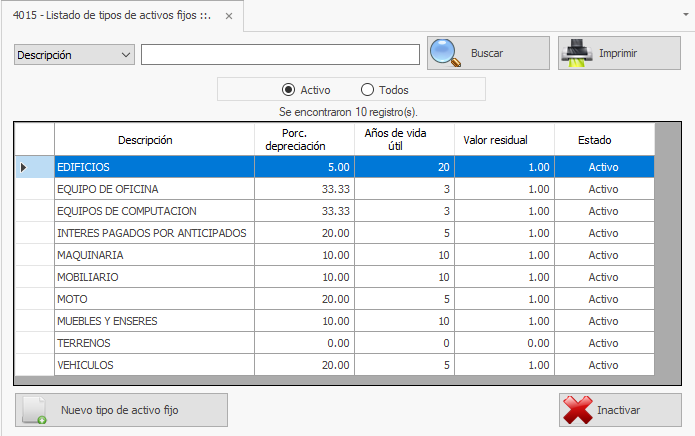 4015 - Listado de tipos de activos fijos ::.
Descripción Buscar Imprimir
Activo Todos
Se encontraron 10 registro(s).
Descripción Porc. depreciación Años de vida útil Valor residual Estado
EDIFICIOS 5.00 20 1.00 Activo
EQUIPO DE OFICINA 33.33 3 1.00 Activo
EQUIPOS DE COMPUTACION 33.33 3 1.00 Activo
INTERES PAGADOS POR ANTICIPADOS 20.00 5 1.00 Activo
MAQUINARIA 10.00 10 1.00 Activo
MOBILIARIO 10.00 10 1.00 Activo
MOTO 20.00 5 1.00 Activo
MUEBLES Y ENSERES 10.00 10 1.00 Activo
TERRENOS 0.00 0 0.00 Activo
VEHICULOS 20.00 5 1.00 Activo
Nuevo tipo de activo fijo Inactivar